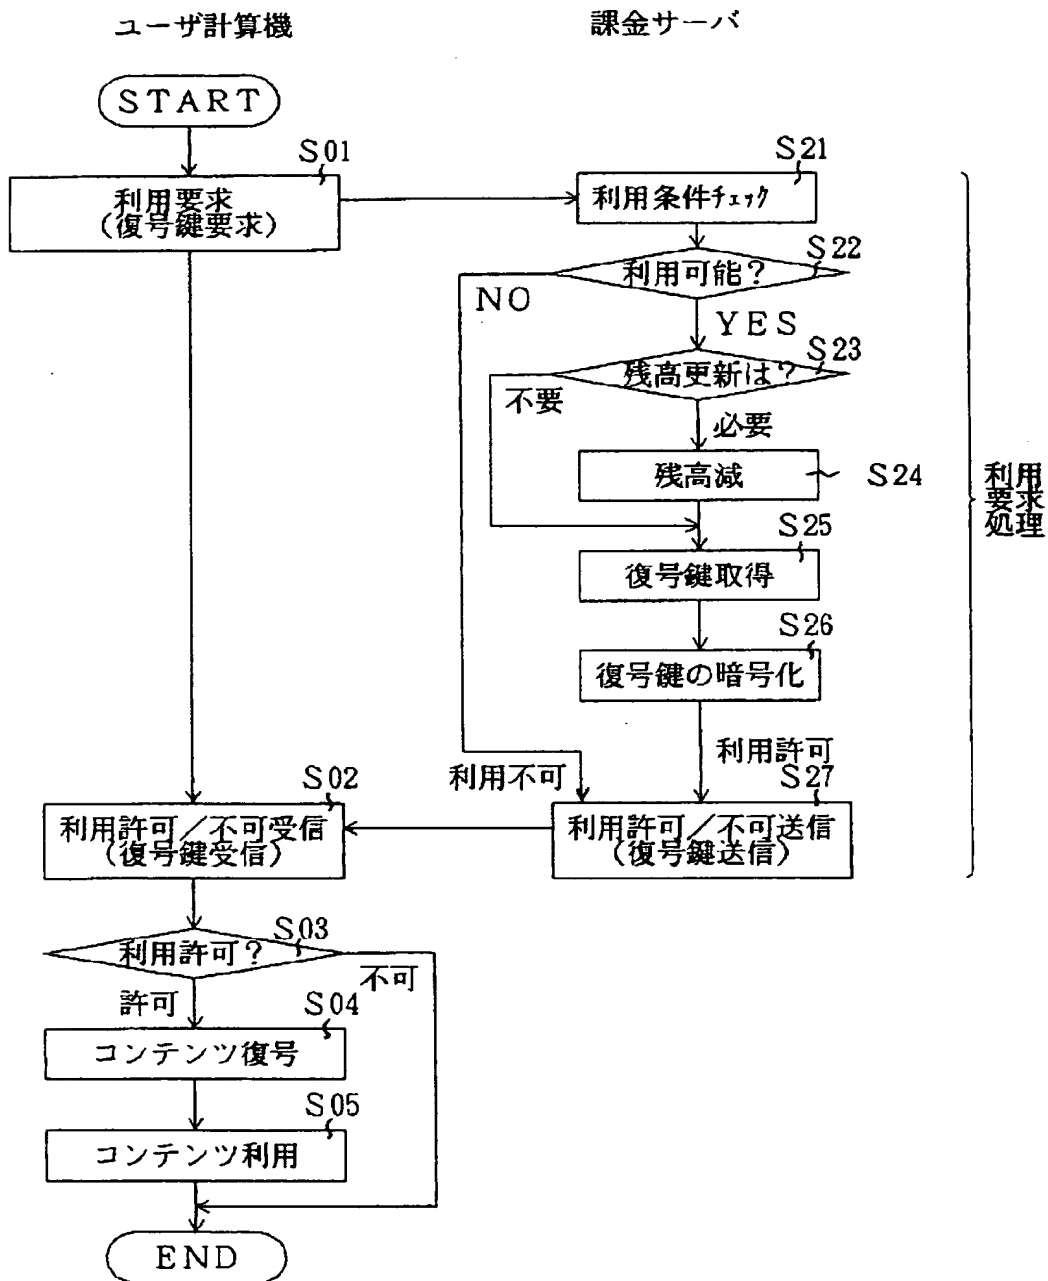 ユーザ計算機
課金サーバ
START
S01
利用要求
(復号鍵要求)
S21
利用条件チェック
S22
利用可能?
NO
YES
S23
残高更新は?
不要
必要
残高減
S24
S25
復号鍵取得
S26
復号鍵の暗号化
利用許可
利用不可
S27
利用許可/不可送信
(復号鍵送信)
利用
要求
処理
S02
利用許可/不可受信
(復号鍵受信)
S03
利用許可?
不可
許可
S04
コンテンツ復号
S05
コンテンツ利用
END